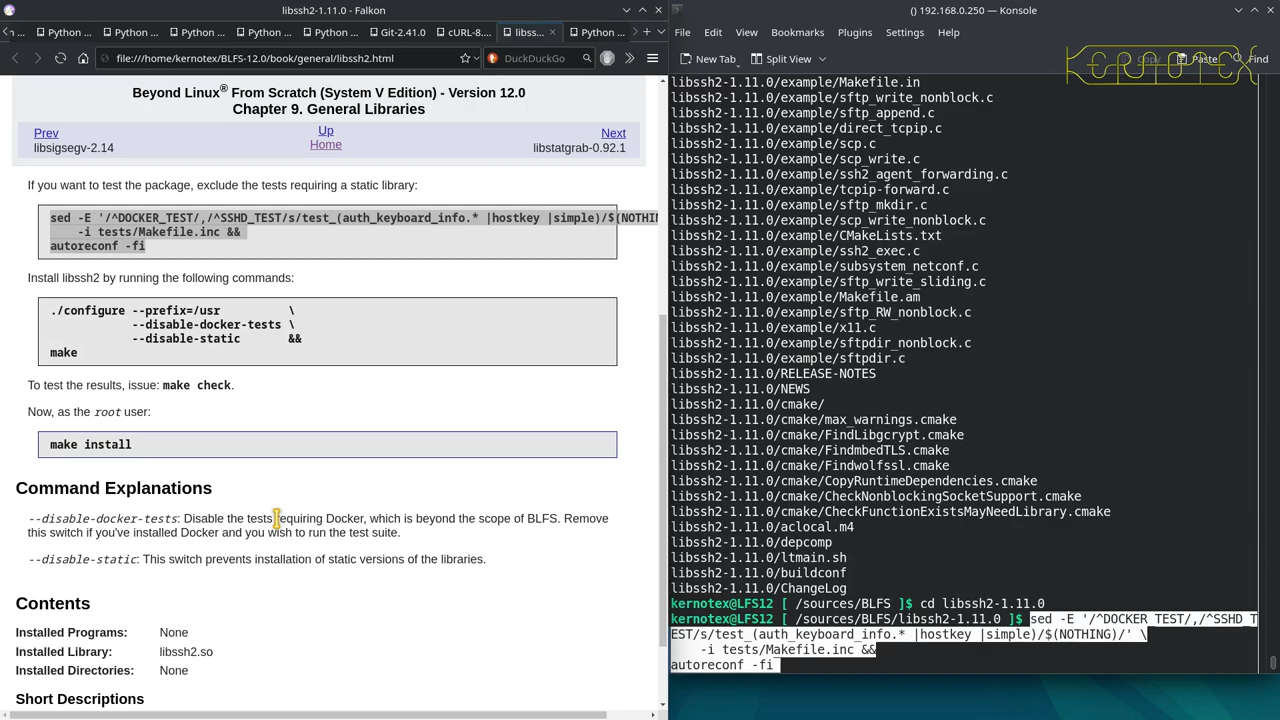 libssh2-1.11.0 - Falkon
Python ... Python ... Python ... Python ... Python ... Git-2.41.0 cURL-8.... libss... Python ...
file:///home/kernotex/BLFS-12.0/book/general/libssh2.html DuckDuckGo
Beyond Linux® From Scratch (System V Edition) - Version 12.0
Chapter 9. General Libraries
Prev Up Next
libsigsegv-2.14 Home libstatgrab-0.92.1
If you want to test the package, exclude the tests requiring a static library:
sed -E '/^DOCKER_TEST/,/^SSHD_TEST/s/test_(auth_keyboard_info.* |hostkey |simple)/$(NOTHIN
-i tests/Makefile.inc &&
autoreconf -fi
Install libssh2 by running the following commands:
./configure --prefix=/usr \
--disable-docker-tests \
--disable-static &&
make
To test the results, issue: make check.
Now, as the root user:
make install
Command Explanations
--disable-docker-tests: Disable the tests requiring Docker, which is beyond the scope of BLFS. Remove
this switch if you've installed Docker and you wish to run the test suite.
--disable-static: This switch prevents installation of static versions of the libraries.
Contents
Installed Programs: None
Installed Library: libssh2.so
Installed Directories: None
Short Descriptions
() 192.168.0.250 — Konsole
File Edit View Bookmarks Plugins Settings Help
New Tab Split View Copy Paste Find
KernoteX
libssh2-1.11.0/example/Makefile.in
libssh2-1.11.0/example/sftp_write_nonblock.c
libssh2-1.11.0/example/sftp_append.c
libssh2-1.11.0/example/direct_tcpip.c
libssh2-1.11.0/example/scp.c
libssh2-1.11.0/example/scp_write.c
libssh2-1.11.0/example/ssh2_agent_forwarding.c
libssh2-1.11.0/example/tcpip-forward.c
libssh2-1.11.0/example/sftp_mkdir.c
libssh2-1.11.0/example/scp_write_nonblock.c
libssh2-1.11.0/example/CMakeLists.txt
libssh2-1.11.0/example/ssh2_exec.c
libssh2-1.11.0/example/subsystem_netconf.c
libssh2-1.11.0/example/sftp_write_sliding.c
libssh2-1.11.0/example/Makefile.am
libssh2-1.11.0/example/sftp_RW_nonblock.c
libssh2-1.11.0/example/x11.c
libssh2-1.11.0/example/sftpdir_nonblock.c
libssh2-1.11.0/example/sftpdir.c
libssh2-1.11.0/RELEASE-NOTES
libssh2-1.11.0/NEWS
libssh2-1.11.0/cmake/
libssh2-1.11.0/cmake/max_warnings.cmake
libssh2-1.11.0/cmake/FindLibgcrypt.cmake
libssh2-1.11.0/cmake/FindmbedTLS.cmake
libssh2-1.11.0/cmake/Findwolfssl.cmake
libssh2-1.11.0/cmake/CopyRuntimeDependencies.cmake
libssh2-1.11.0/cmake/CheckNonblockingSocketSupport.cmake
libssh2-1.11.0/cmake/CheckFunctionExistsMayNeedLibrary.cmake
libssh2-1.11.0/aclocal.m4
libssh2-1.11.0/depcomp
libssh2-1.11.0/ltmain.sh
libssh2-1.11.0/buildconf
libssh2-1.11.0/ChangeLog
kernotex@LFS12 [ /sources/BLFS ]$ cd libssh2-1.11.0
kernotex@LFS12 [ /sources/BLFS/libssh2-1.11.0 ]$ sed -E '/^DOCKER_TEST/,/^SSHD_T
EST/s/test_(auth_keyboard_info.* |hostkey |simple)/$(NOTHING)/' \
-i tests/Makefile.inc &&
autoreconf -fi